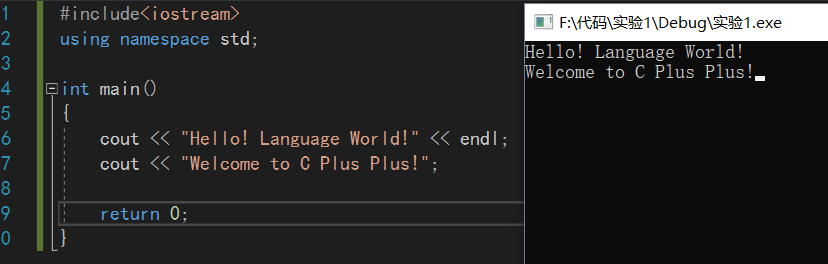 1 #include<iostream>
2 using namespace std;
3
4 int main()
5 {
6 cout << "Hello! Language World!" << endl;
7 cout << "Welcome to C Plus Plus!";
8
9 return 0;
0 }
F:\代码\实验1\Debug\实验1.exe
Hello! Language World!
Welcome to C Plus Plus!